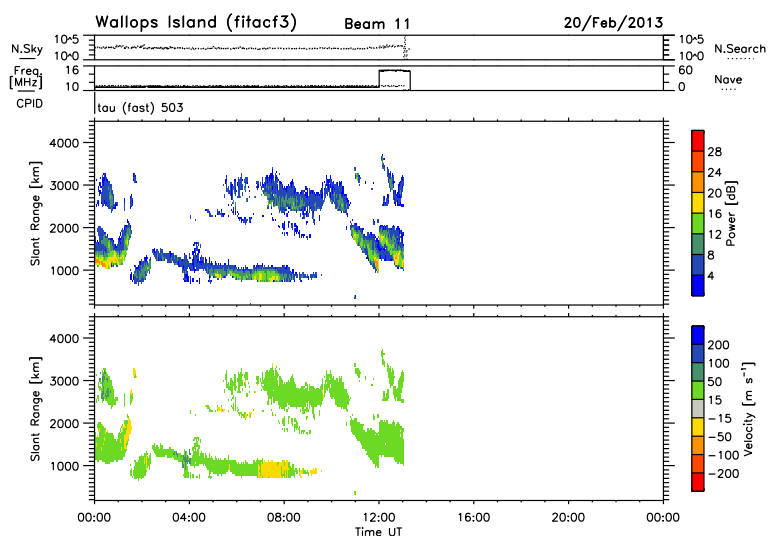 Wallops Island (fitacf3) Beam 11 20/Feb/2013
N.Sky 10^5 10^0 10^5 10^0 N.Search
Freq. [MHz] 16 10 60 0 Nave
CPID tau (fast) 503
Slant Range [km] 4000 3000 2000 1000
28 24 20 16 12 8 4 Power [dB]
Slant Range [km] 4000 3000 2000 1000
200 100 50 15 -15 -50 -100 -200 Velocity [m s⁻¹]
00:00 04:00 08:00 12:00 16:00 20:00 00:00
Time UT